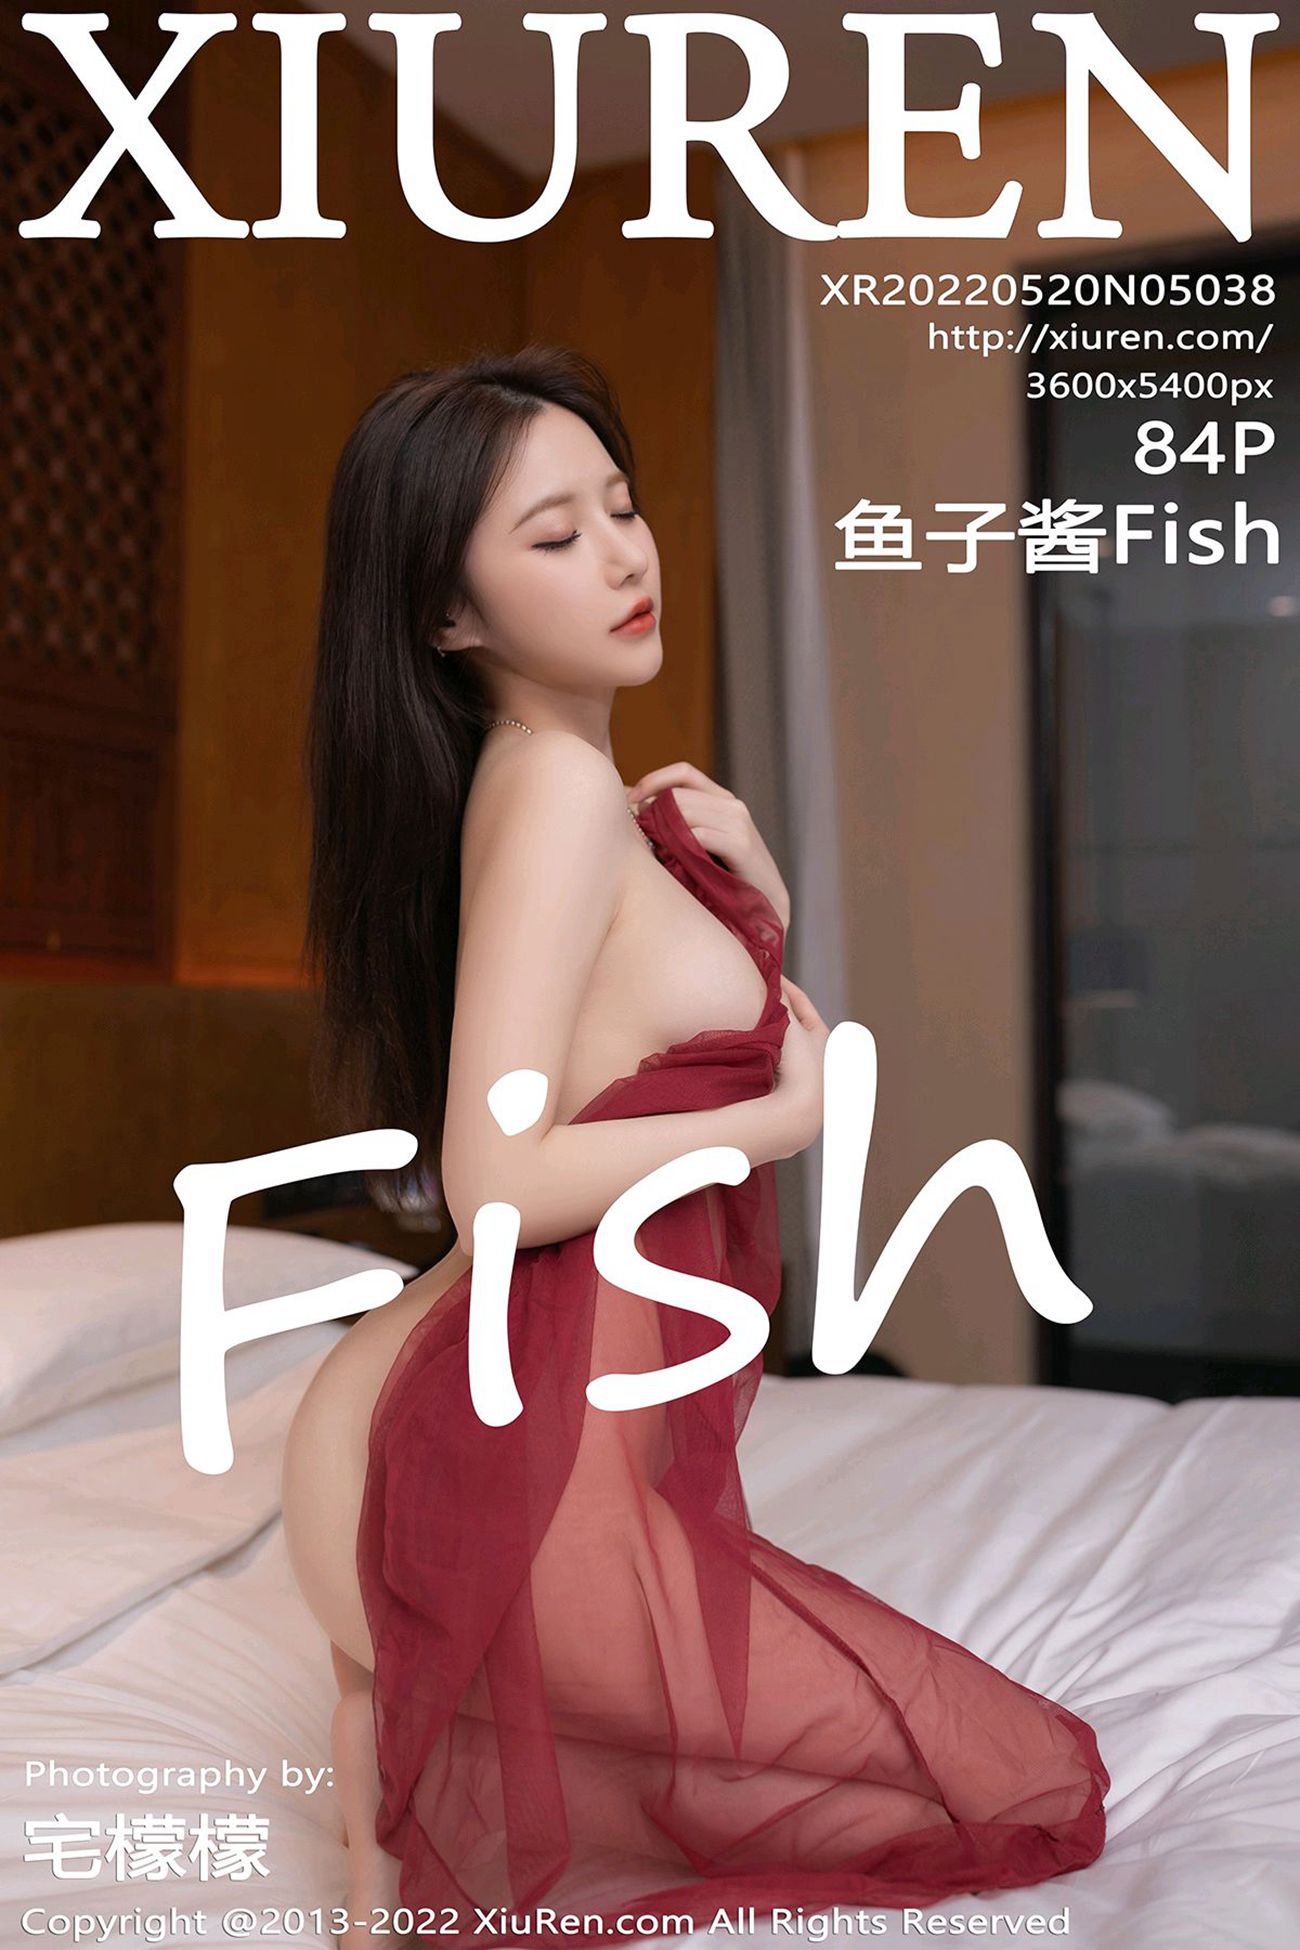 XIUREN
XR20220520N05038
http://xiuren.com/
3600x5400px
84P
鱼子酱Fish
Fish
Photography by:
宅檬檬
Copyright @2013-2022 XiuRen.com All Rights Reserved